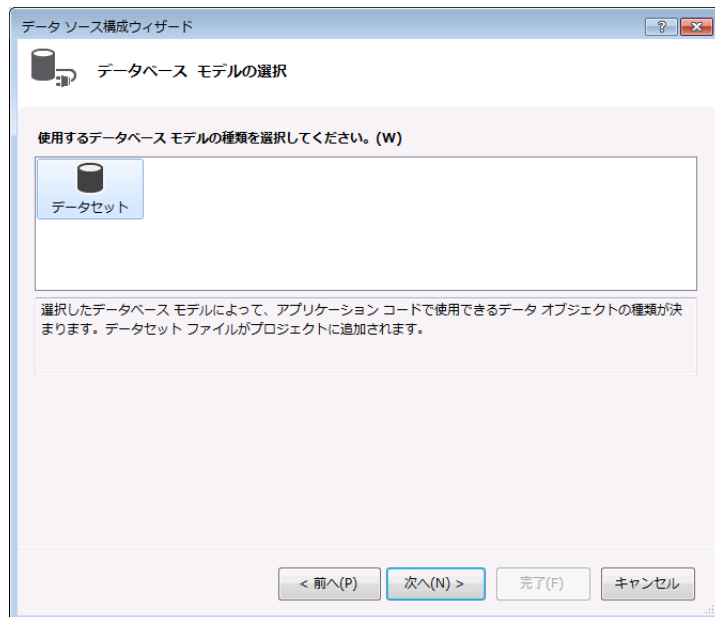 データ ソース構成ウィザード
データベース モデルの選択
使用するデータベース モデルの種類を選択してください。(W)
データセット
選択したデータベース モデルによって、アプリケーション コードで使用できるデータ オブジェクトの種類が決
まります。データセット ファイルがプロジェクトに追加されます。
< 前へ(P)
次へ(N) >
完了(F)
キャンセル